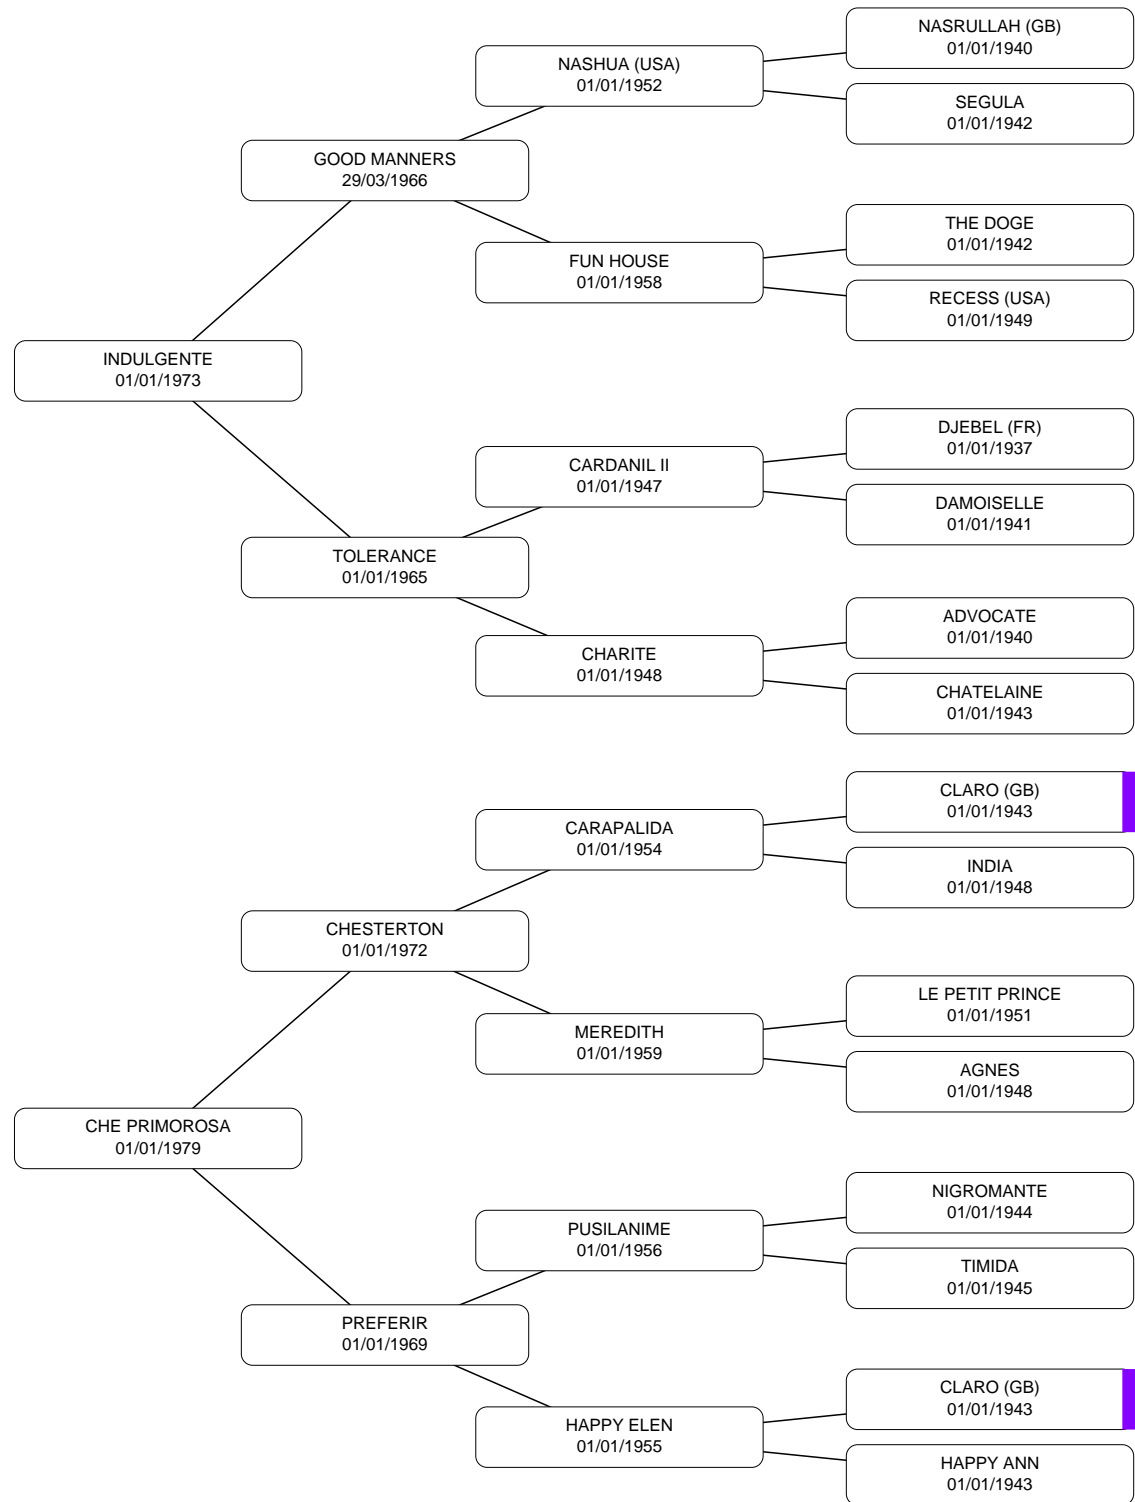 NASRULLAH (GB)
01/01/1940
NASHUA (USA)
01/01/1952
SEGULA
01/01/1942
GOOD MANNERS
29/03/1966
THE DOGE
01/01/1942
FUN HOUSE
01/01/1958
RECESS (USA)
01/01/1949
INDULGENTE
01/01/1973
DJEBEL (FR)
01/01/1937
CARDANIL II
01/01/1947
DAMOISELLE
01/01/1941
TOLERANCE
01/01/1965
ADVOCATE
01/01/1940
CHARITE
01/01/1948
CHATELAINE
01/01/1943
CLARO (GB)
01/01/1943
CARAPALIDA
01/01/1954
INDIA
01/01/1948
CHESTERTON
01/01/1972
LE PETIT PRINCE
01/01/1951
MEREDITH
01/01/1959
AGNES
01/01/1948
CHE PRIMOROSA
01/01/1979
NIGROMANTE
01/01/1944
PUSILANIME
01/01/1956
TIMIDA
01/01/1945
PREFERIR
01/01/1969
CLARO (GB)
01/01/1943
HAPPY ELEN
01/01/1955
HAPPY ANN
01/01/1943